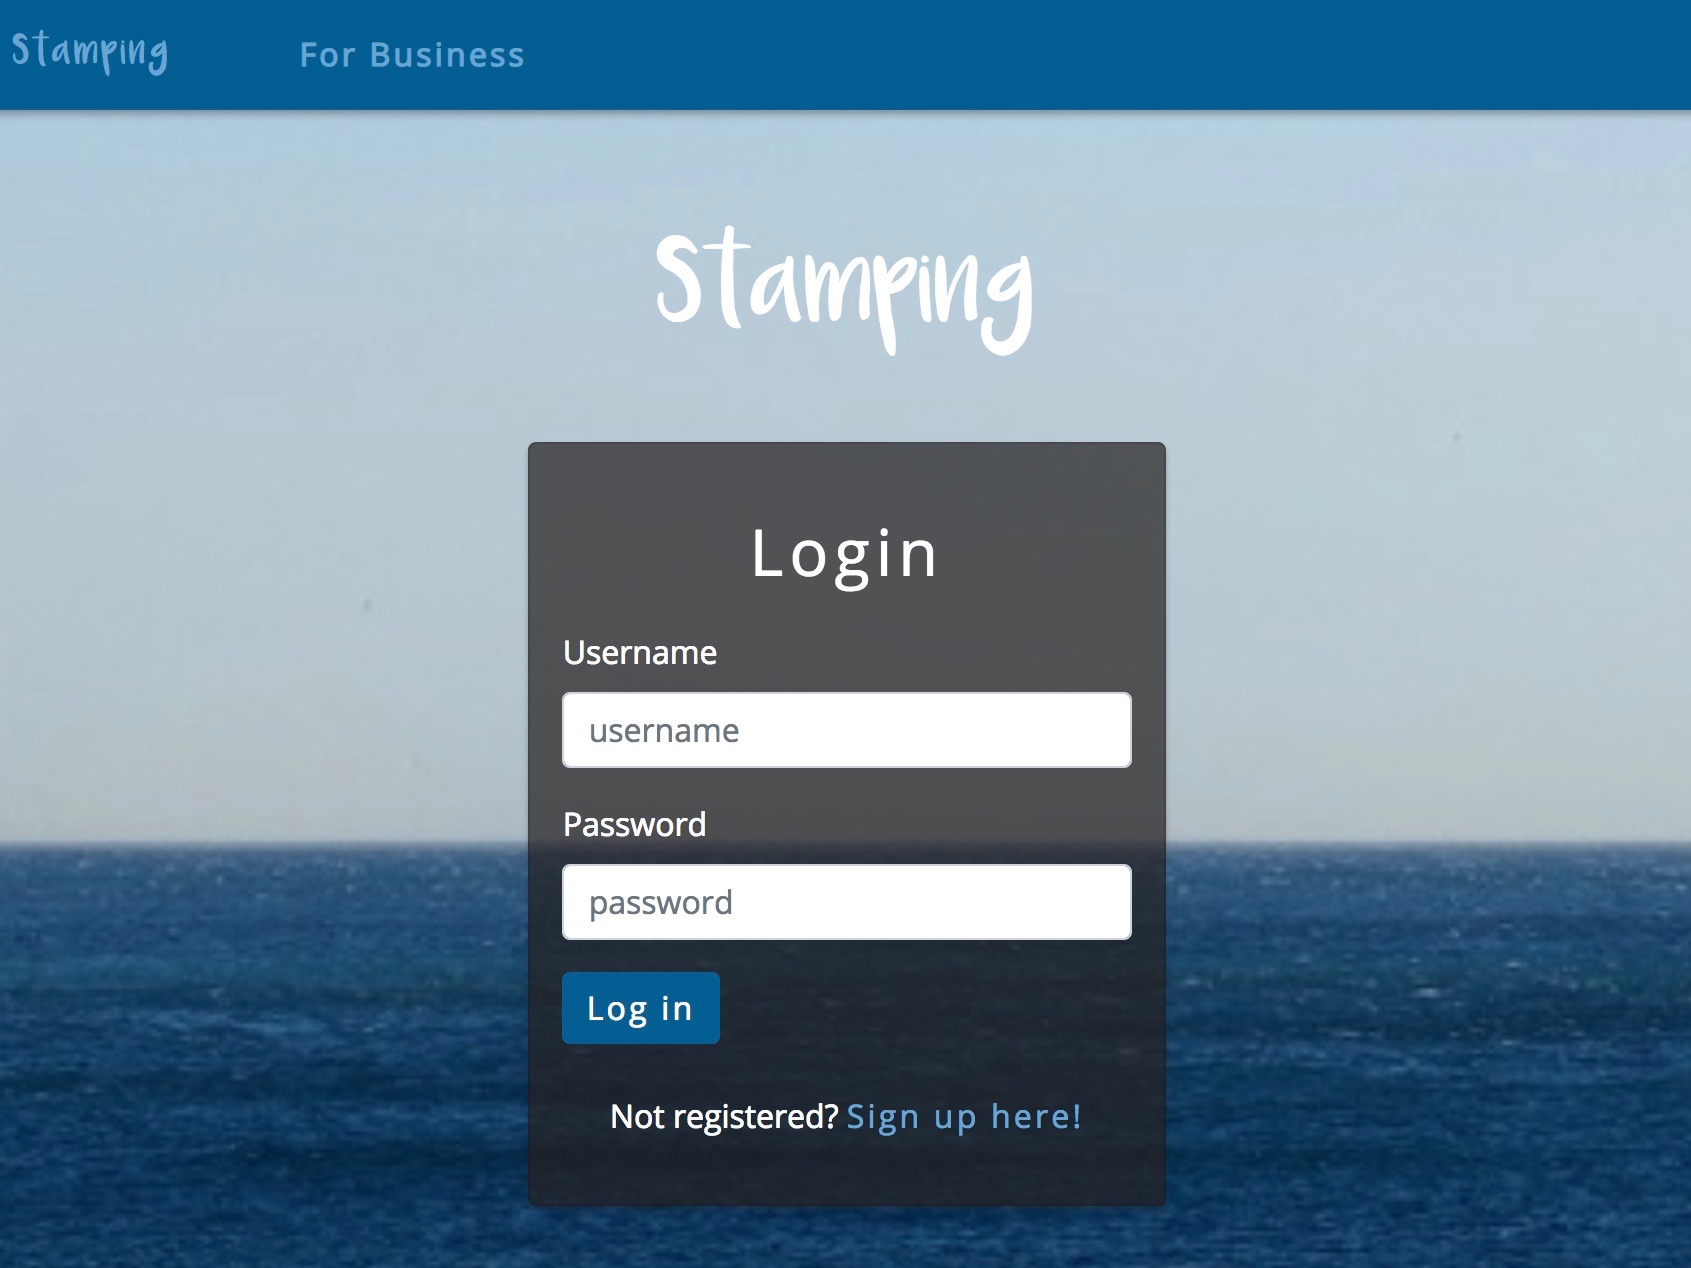 Stamping
For Business
Stamping
Login
Username
username
Password
password
Log in
Not registered? Sign up here!